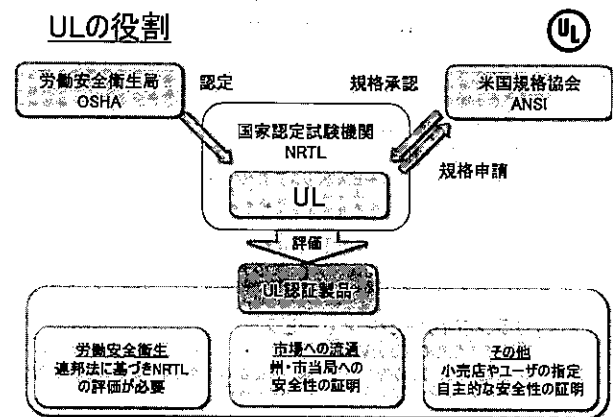 ULの役割
UL
労働安全衛生局
OSHA
認定
規格承認
米国規格協会
ANSI
国家認定試験機関
NRTL
規格申請
UL
評価
UL認証製品
労働安全衛生
連邦法に基づきNRTL
の評価が必要
市場への流通
州・市当局への
安全性の証明
その他
小売店やユーザの指定
自主的な安全性の証明